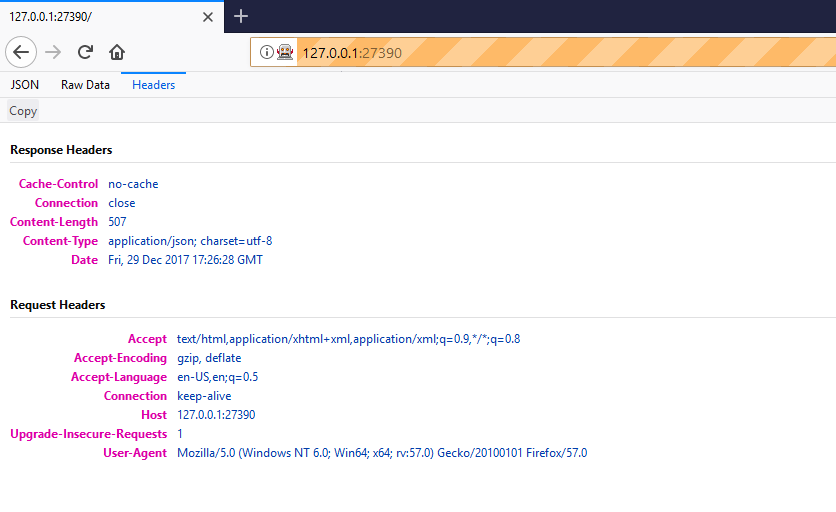 127.0.0.1:27390/
127.0.0.1:27390
JSON Raw Data Headers
Copy
Response Headers
Cache-Control no-cache
Connection close
Content-Length 507
Content-Type application/json; charset=utf-8
Date Fri, 29 Dec 2017 17:26:28 GMT
Request Headers
Accept text/html,application/xhtml+xml,application/xml;q=0.9,*/*;q=0.8
Accept-Encoding gzip, deflate
Accept-Language en-US,en;q=0.5
Connection keep-alive
Host 127.0.0.1:27390
Upgrade-Insecure-Requests 1
User-Agent Mozilla/5.0 (Windows NT 6.0; Win64; x64; rv:57.0) Gecko/20100101 Firefox/57.0